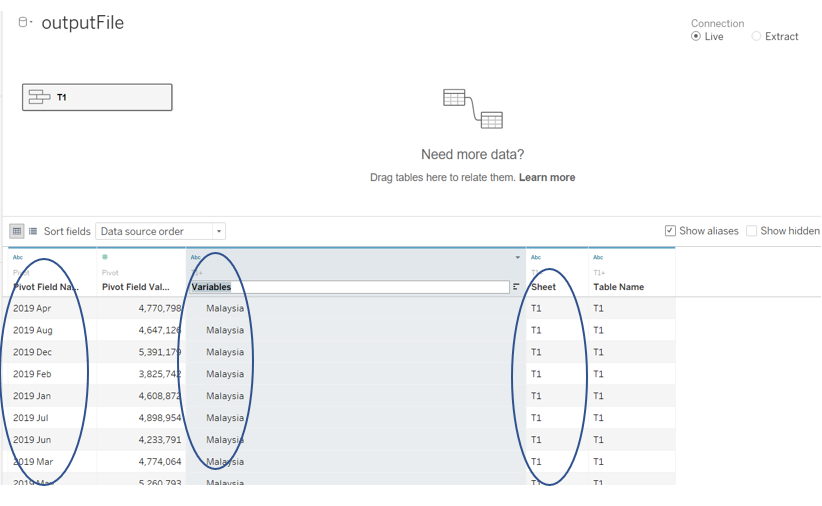 outputFile
Connection
Live Extract
T1
Need more data?
Drag tables here to relate them. Learn more
Sort fields Data source order Show aliases Show hidden
Abc Abc Abc Abc
Pivot Pivot T1+ T1+ T1+
Pivot Field Na... Pivot Field Val... Variables Sheet Table Name
2019 Apr 4,770,798 Malaysia T1 T1
2019 Aug 4,647,126 Malaysia T1 T1
2019 Dec 5,391,179 Malaysia T1 T1
2019 Feb 3,825,742 Malaysia T1 T1
2019 Jan 4,608,872 Malaysia T1 T1
2019 Jul 4,898,954 Malaysia T1 T1
2019 Jun 4,233,791 Malaysia T1 T1
2019 Mar 4,774,064 Malaysia T1 T1
2019 May 5,260,793 Malaysia T1 T1